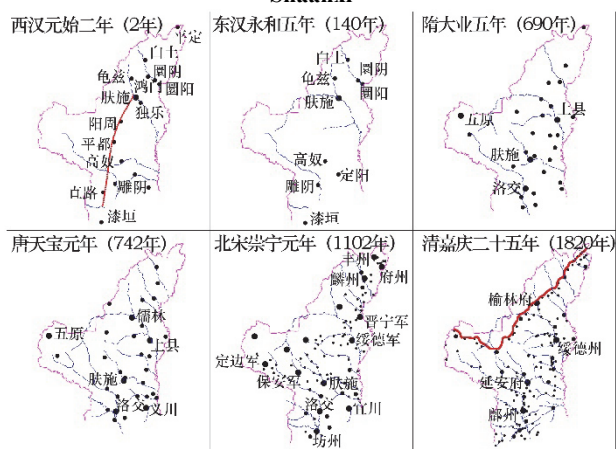 Shaanxi
西汉元始二年（2年）
平定
白土
圜阴
龟兹
鸿门
圜阳
肤施
独乐
阳周
平都
高奴
直路
雕阴
漆垣
东汉永和五年（140年）
白土
圜阴
龟兹
圜阳
肤施
高奴
定阳
雕阴
漆垣
隋大业五年（690年）
五原
上县
肤施
洛交
唐天宝元年（742年）
儒林
五原
上县
肤施
洛交
义川
北宋崇宁元年（1102年）
丰州
麟州
府州
晋宁军
绥德军
定边军
保安军
肤施
洛交
宜川
坊州
清嘉庆二十五年（1820年）
榆林府
绥德州
延安府
鄜州